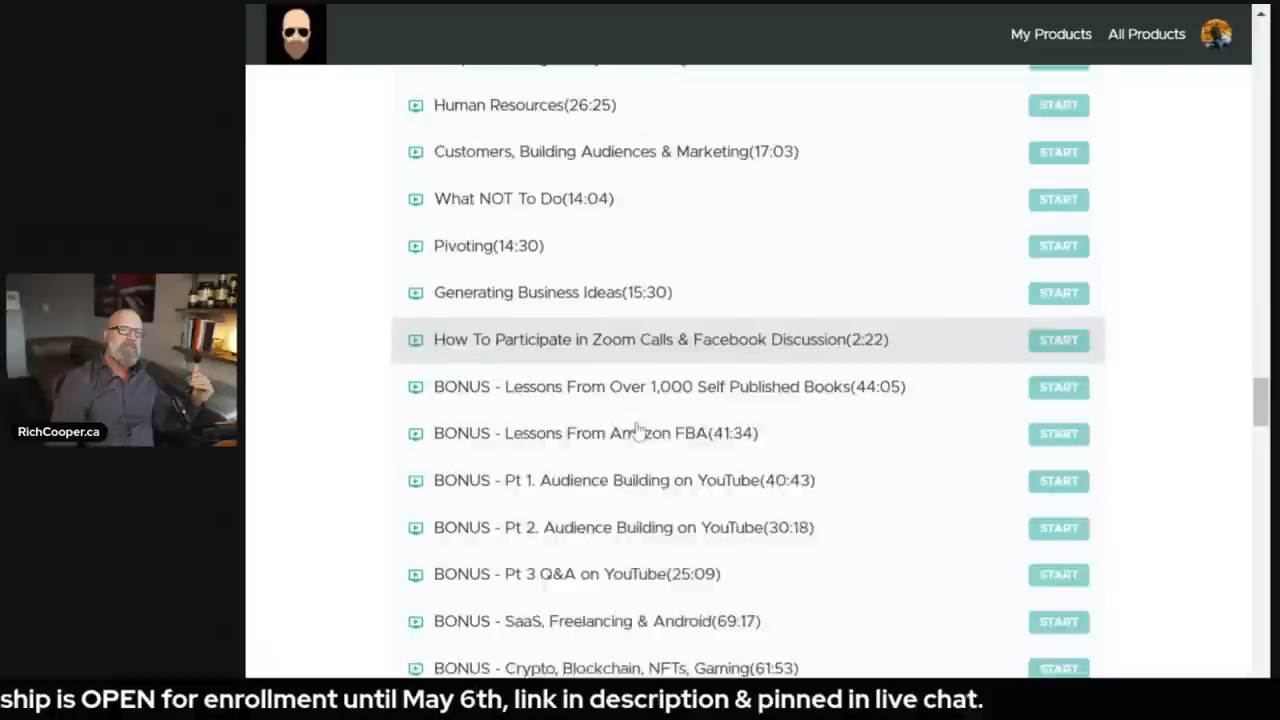 My Products
All Products
Human Resources(26:25)
START
Customers, Building Audiences & Marketing(17:03)
START
What NOT To Do(14:04)
START
Pivoting(14:30)
START
Generating Business Ideas(15:30)
START
How To Participate in Zoom Calls & Facebook Discussion(2:22)
START
BONUS - Lessons From Over 1,000 Self Published Books(44:05)
START
BONUS - Lessons From Amazon FBA(41:34)
START
BONUS - Pt 1. Audience Building on YouTube(40:43)
START
BONUS - Pt 2. Audience Building on YouTube(30:18)
START
BONUS - Pt 3 Q&A on YouTube(25:09)
START
BONUS - SaaS, Freelancing & Android(69:17)
START
BONUS - Crypto, Blockchain, NFTs, Gaming(61:53)
START
RichCooper.ca
ship is OPEN for enrollment until May 6th, link in description & pinned in live chat.